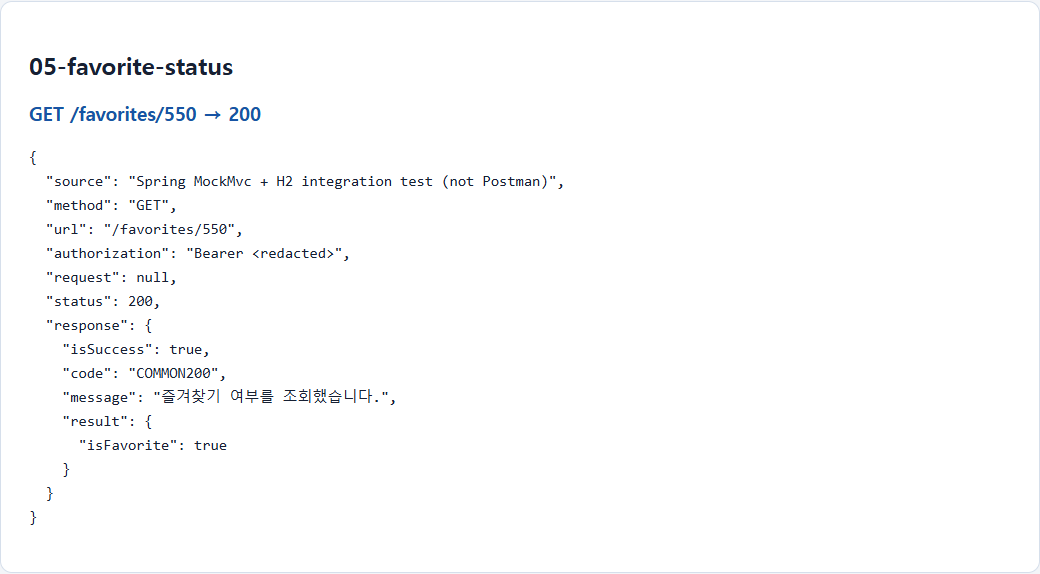 05-favorite-status
GET /favorites/550 → 200
{
  "source": "Spring MockMvc + H2 integration test (not Postman)",
  "method": "GET",
  "url": "/favorites/550",
  "authorization": "Bearer <redacted>",
  "request": null,
  "status": 200,
  "response": {
    "isSuccess": true,
    "code": "COMMON200",
    "message": "즐겨찾기 여부를 조회했습니다.",
    "result": {
      "isFavorite": true
    }
  }
}